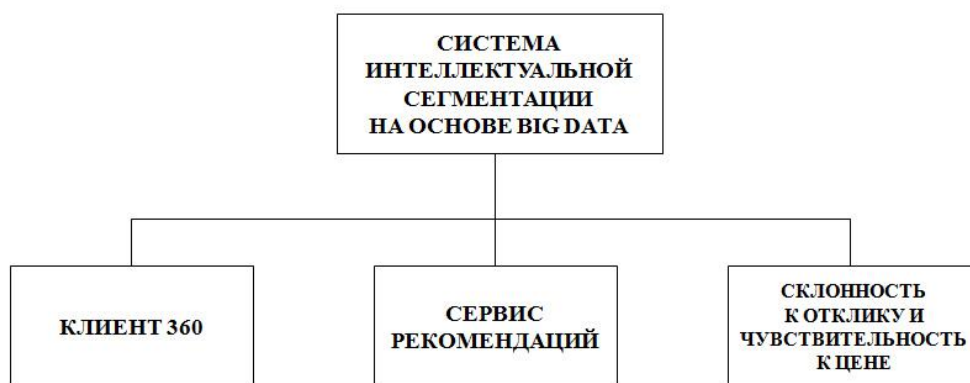 СИСТЕМА
ИНТЕЛЛЕКТУАЛЬНОЙ
СЕГМЕНТАЦИИ
НА ОСНОВЕ BIG DATA
КЛИЕНТ 360
СЕРВИС
РЕКОМЕНДАЦИЙ
СКЛОННОСТЬ
К ОТКЛИКУ И
ЧУВСТВИТЕЛЬНОСТЬ
К ЦЕНЕ